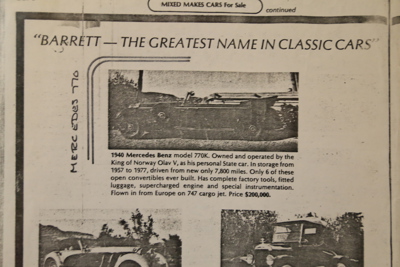 MIXED MAKES CARS For Sale
continued
"BARRETT — THE GREATEST NAME IN CLASSIC CARS"
MERCEDES 770
1940 Mercedes Benz model 770K. Owned and operated by the
King of Norway Olav V, as his personal State car. In storage from
1957 to 1977, driven from new only 7,800 miles. Only 6 of these
open convertibles ever built. Has complete factory tools, fitted
luggage, supercharged engine and special instrumentation.
Flown in from Europe on 747 cargo jet. Price $200,000.